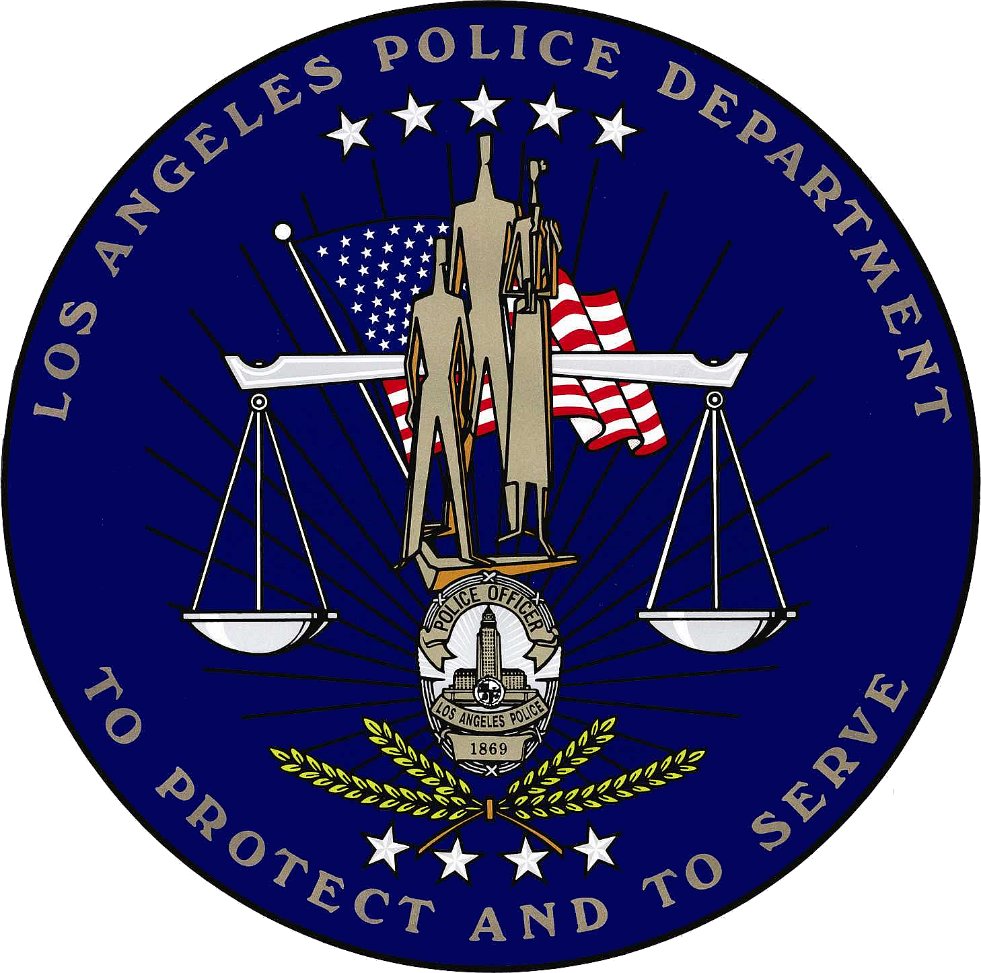 LOS ANGELES POLICE DEPARTMENT
POLICE OFFICER
LOS ANGELES POLICE
1869
TO PROTECT AND TO SERVE